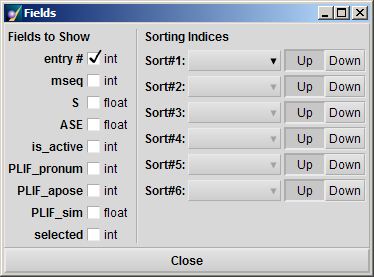 Fields
Fields to Show
entry # int
mseq int
S float
ASE float
is_active int
PLIF_pronum int
PLIF_apose int
PLIF_sim float
selected int
Sorting Indices
Sort#1: Up Down
Sort#2: Up Down
Sort#3: Up Down
Sort#4: Up Down
Sort#5: Up Down
Sort#6: Up Down
Close